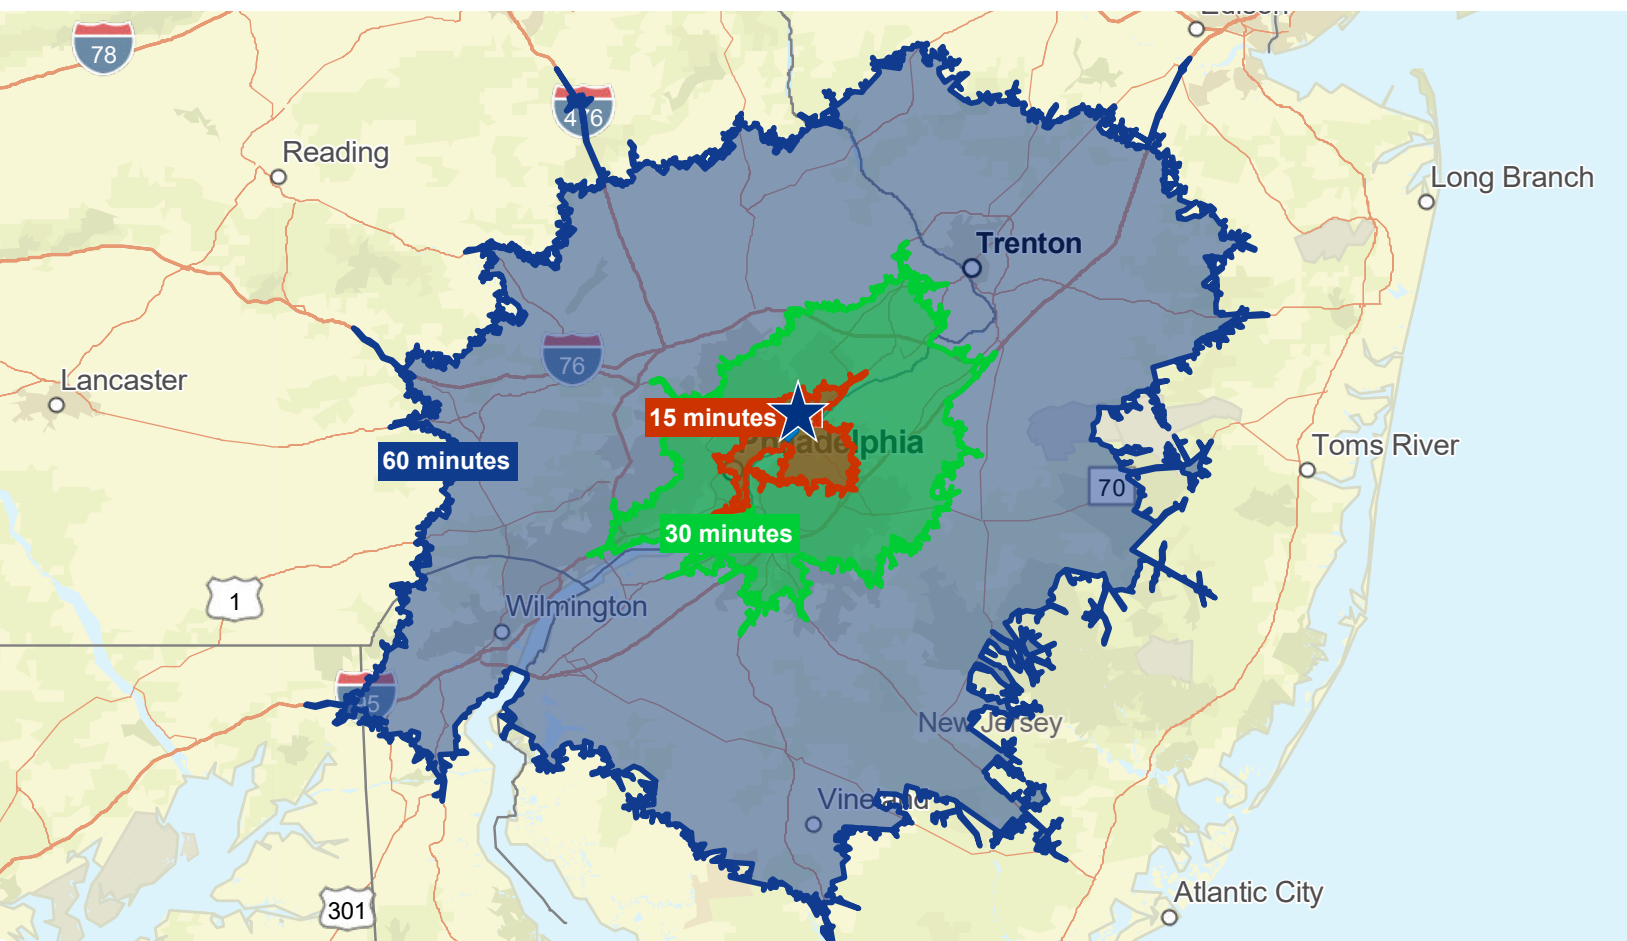 Edison
78
476
Reading
Long Branch
Trenton
76
Lancaster
15 minutes
Philadelphia
60 minutes
Toms River
70
30 minutes
1
Wilmington
95
New Jersey
Vineland
Atlantic City
301